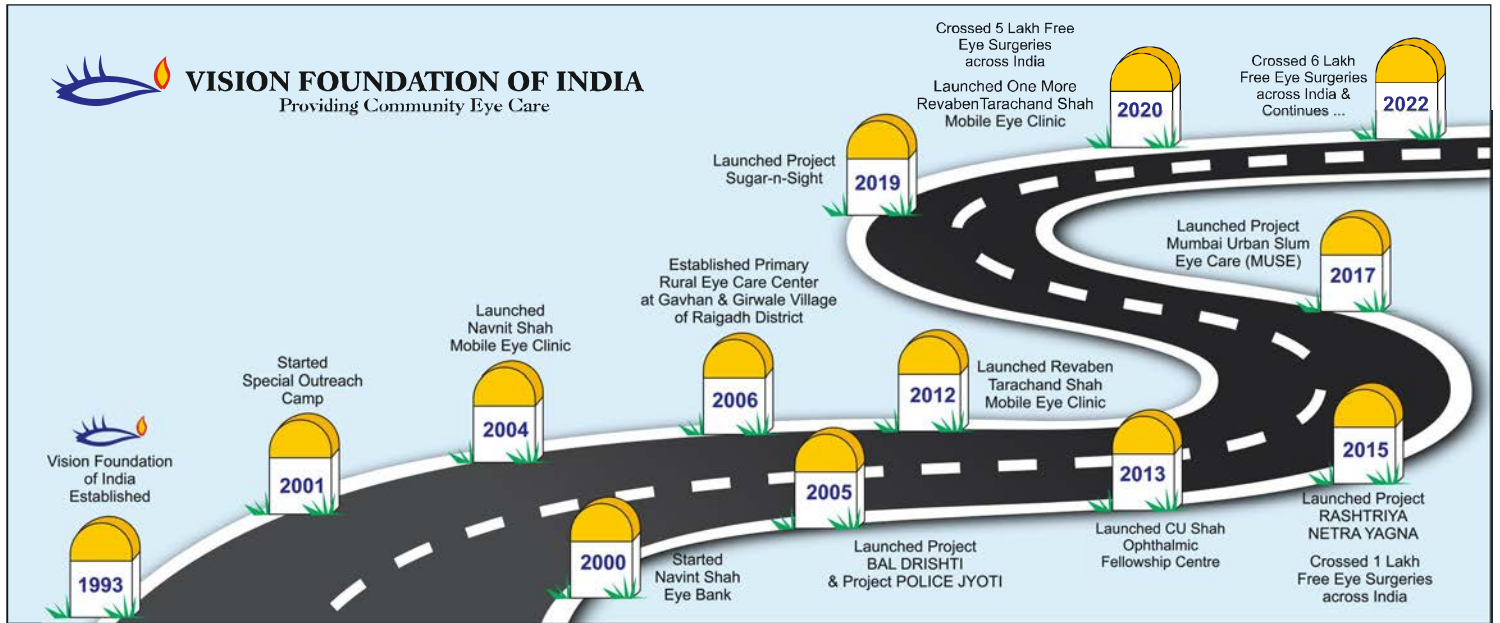 VISION FOUNDATION OF INDIA
Providing Community Eye Care
Vision Foundation
of India
Established
1993
Started
Navint Shah
Eye Bank
2000
Started
Special Outreach
Camp
2001
Launched
Navnit Shah
Mobile Eye Clinic
2004
2005
Launched Project
BAL DRISHTI
& Project POLICE JYOTI
Established Primary
Rural Eye Care Center
at Gavhan & Girwale Village
of Raigadh District
2006
2012
Launched Revaben
Tarachand Shah
Mobile Eye Clinic
2013
Launched CU Shah
Ophthalmic
Fellowship Centre
2015
Launched Project
RASHTRIYA
NETRA YAGNA
Crossed 1 Lakh
Free Eye Surgeries
across India
Launched Project
Mumbai Urban Slum
Eye Care (MUSE)
2017
Launched Project
Sugar-n-Sight
2019
Crossed 5 Lakh Free
Eye Surgeries
across India
Launched One More
RevabenTarachand Shah
Mobile Eye Clinic
2020
Crossed 6 Lakh
Free Eye Surgeries
across India &
Continues ...
2022